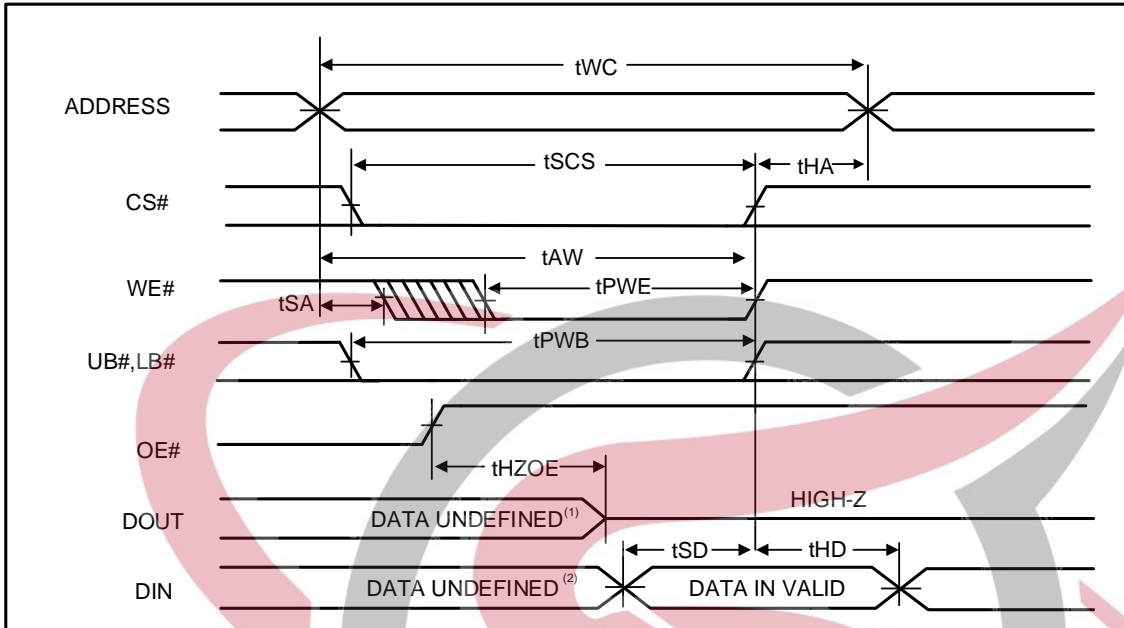 tWC
ADDRESS
tSCS
tHA
CS#
tAW
WE#
tPWE
tSA
tPWB
UB#,LB#
OE#
tHZOE
HIGH-Z
DOUT
DATA UNDEFINED(1)
tSD
tHD
DIN
DATA UNDEFINED(2)
DATA IN VALID